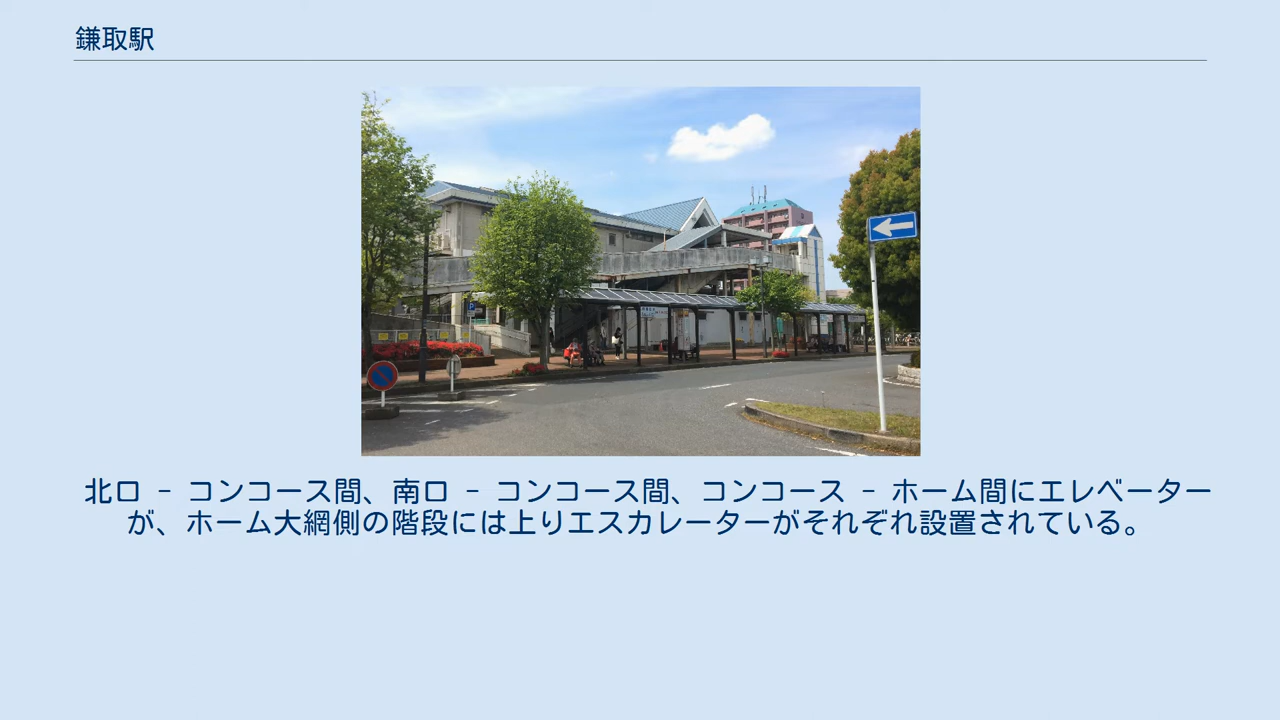 鎌取駅
北口 - コンコース間、南口 - コンコース間、コンコース - ホーム間にエレベーター
が、ホーム大網側の階段には上りエスカレーターがそれぞれ設置されている。